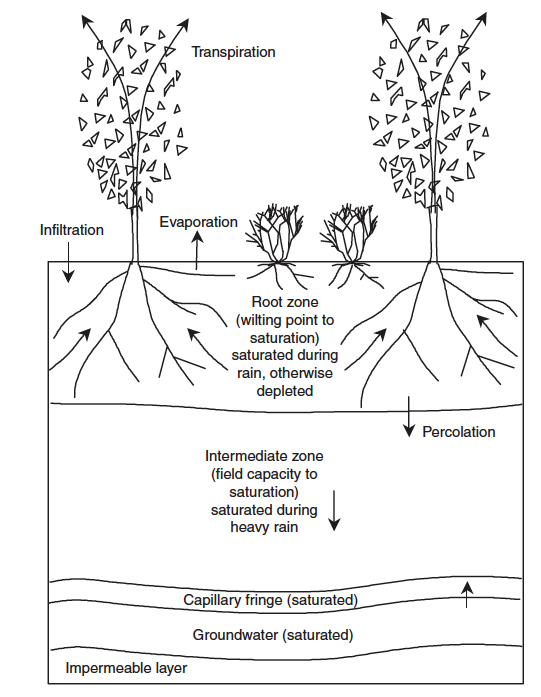 Transpiration
Infiltration
Evaporation
Root zone
(wilting point to
saturation)
saturated during
rain, otherwise
depleted
Percolation
Intermediate zone
(field capacity to
saturation)
saturated during
heavy rain
Capillary fringe (saturated)
Groundwater (saturated)
Impermeable layer